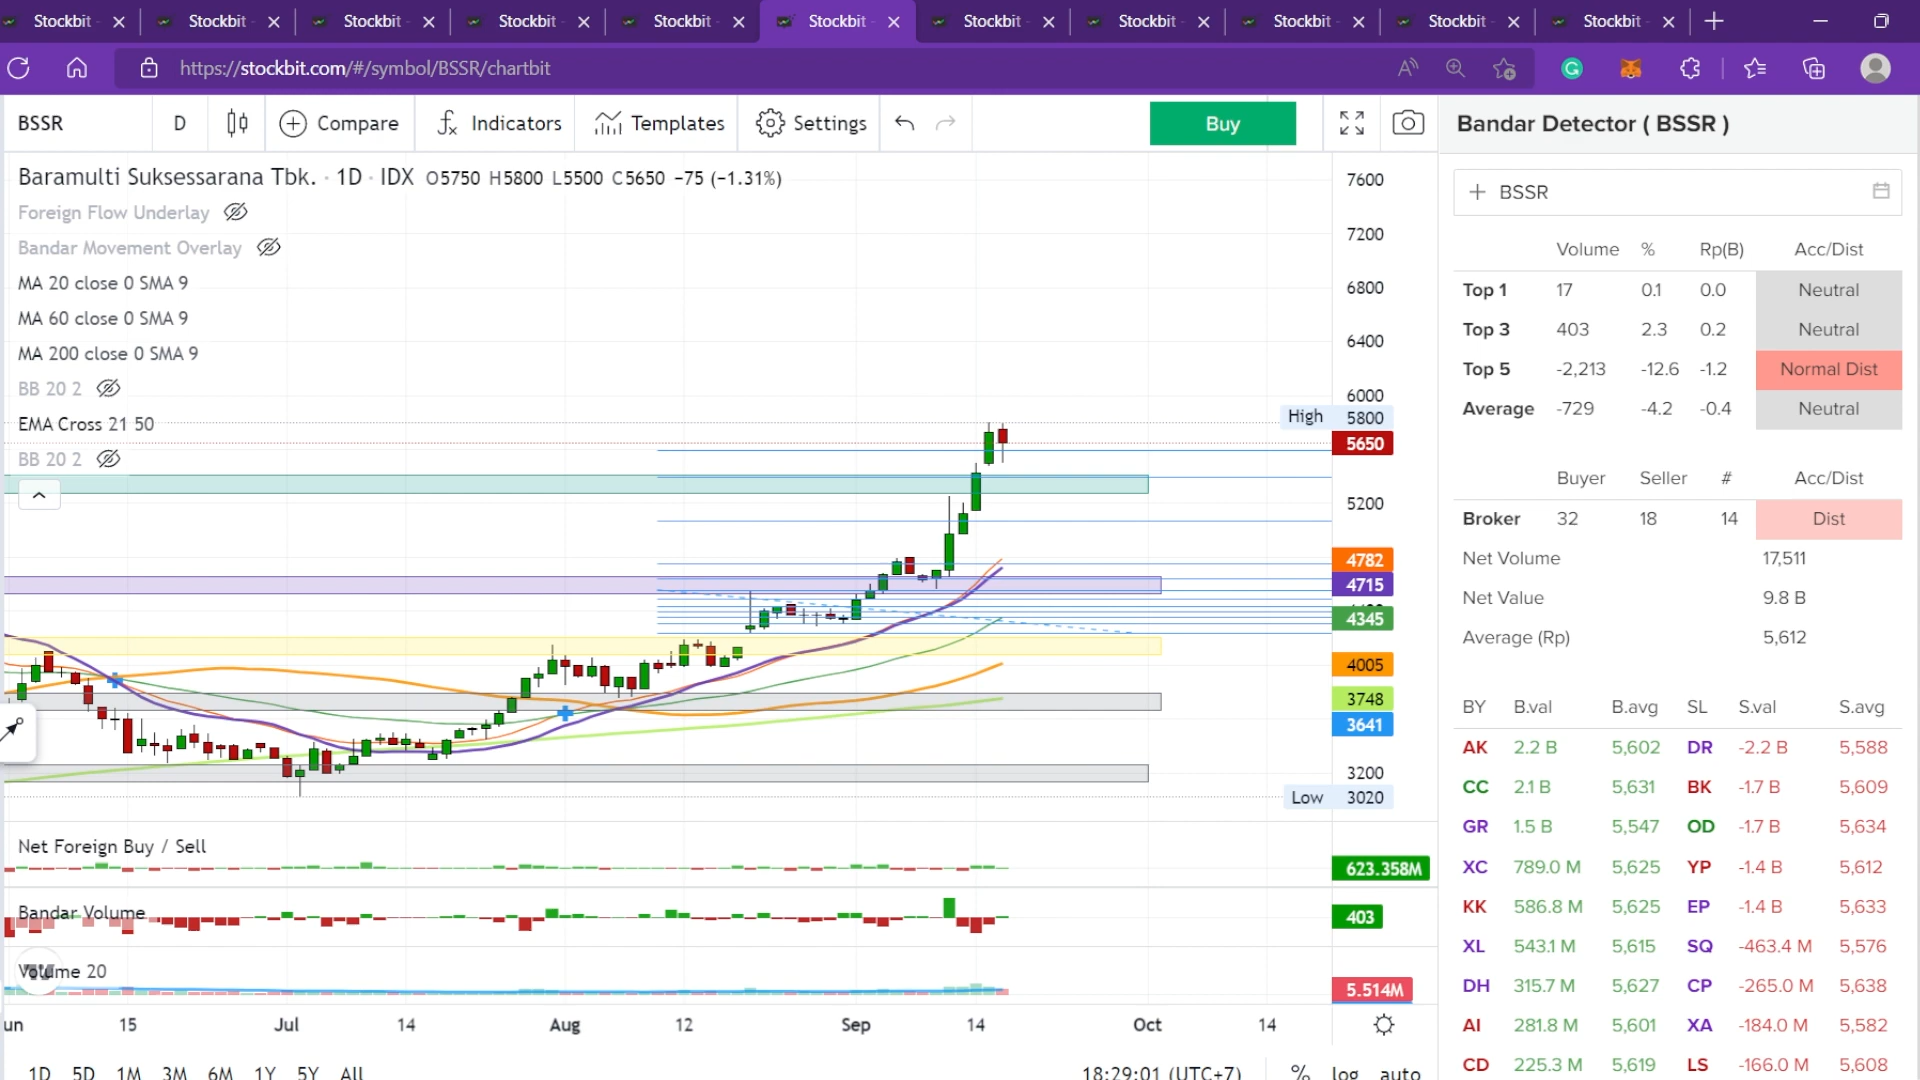 Stockbit - Stockbit - Stockbit - Stockbit - Stockbit - Stockbit - Stockbit - Stockbit - Stockbit - Stockbit - Stockbit
https://stockbit.com/#/symbol/BSSR/chartbit
BSSR D Compare Indicators Templates Settings Buy
Baramulti Suksessarana Tbk. · 1D · IDX O5750 H5800 L5500 C5650 −75 (−1.31%)
Foreign Flow Underlay
Bandar Movement Overlay
MA 20 close 0 SMA 9
MA 60 close 0 SMA 9
MA 200 close 0 SMA 9
BB 20 2
EMA Cross 21 50
BB 20 2
7600
7200
6800
6400
6000
High 5800
5650
5200
4782
4715
4345
4005
3748
3641
3200
Low 3020
Net Foreign Buy / Sell
623.358M
Bandar Volume
403
Volume 20
5.514M
un 15 Jul 14 Aug 12 Sep 14 Oct 14
1D 5D 1M 3M 6M 1Y 5Y All 18:29:01 (UTC+7) % log auto
Bandar Detector ( BSSR )
BSSR
Volume % Rp(B) Acc/Dist
Top 1 17 0.1 0.0 Neutral
Top 3 403 2.3 0.2 Neutral
Top 5 -2,213 -12.6 -1.2 Normal Dist
Average -729 -4.2 -0.4 Neutral
Buyer Seller # Acc/Dist
Broker 32 18 14 Dist
Net Volume 17,511
Net Value 9.8 B
Average (Rp) 5,612
BY B.val B.avg SL S.val S.avg
AK 2.2 B 5,602 DR -2.2 B 5,588
CC 2.1 B 5,631 BK -1.7 B 5,609
GR 1.5 B 5,547 OD -1.7 B 5,634
XC 789.0 M 5,625 YP -1.4 B 5,612
KK 586.8 M 5,625 EP -1.4 B 5,633
XL 543.1 M 5,615 SQ -463.4 M 5,576
DH 315.7 M 5,627 CP -265.0 M 5,638
AI 281.8 M 5,601 XA -184.0 M 5,582
CD 225.3 M 5,619 LS -166.0 M 5,608